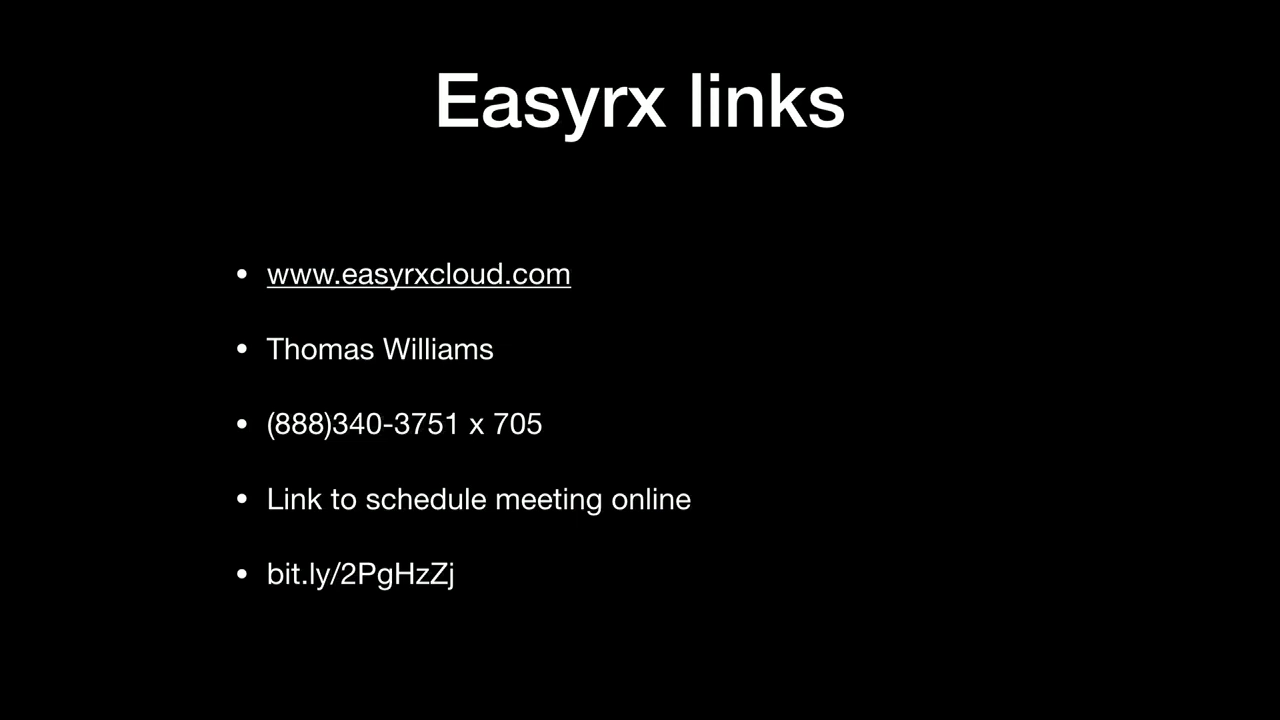 Easyrx links
• www.easyrxcloud.com
• Thomas Williams
• (888)340-3751 x 705
• Link to schedule meeting online
• bit.ly/2PgHzZj